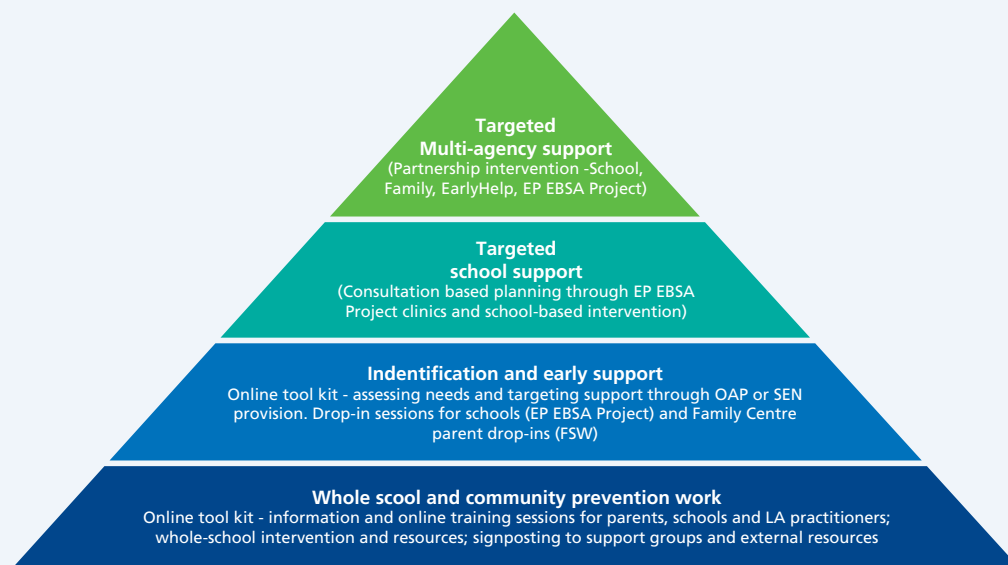 Targeted
Multi-agency support
(Partnership intervention -School,
Family, EarlyHelp, EP EBSA Project)
Targeted
school support
(Consultation based planning through EP EBSA
Project clinics and school-based intervention)
Indentification and early support
Online tool kit - assessing needs and targeting support through OAP or SEN
provision. Drop-in sessions for schools (EP EBSA Project) and Family Centre
parent drop-ins (FSW)
Whole scool and community prevention work
Online tool kit - information and online training sessions for parents, schools and LA practitioners;
whole-school intervention and resources; signposting to support groups and external resources